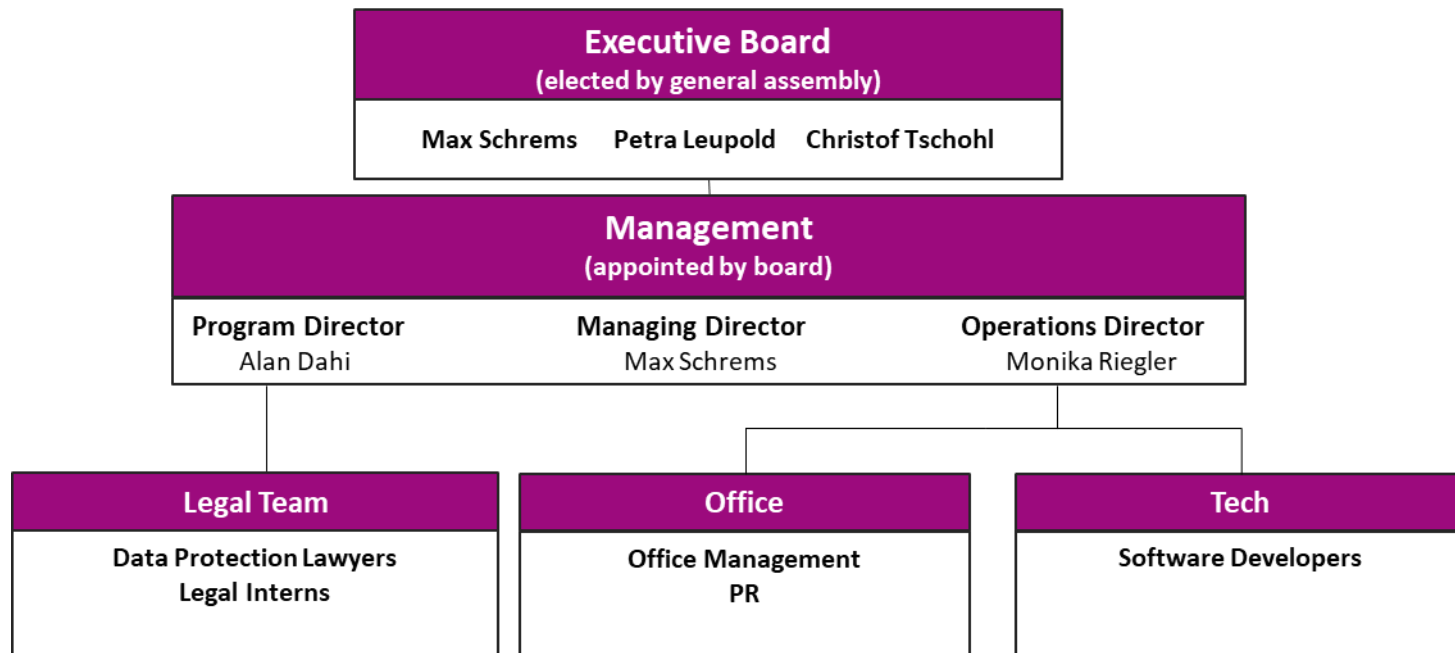 Executive Board
(elected by general assembly)
Max Schrems Petra Leupold Christof Tschohl
Management
(appointed by board)
Program Director Managing Director Operations Director
Alan Dahi Max Schrems Monika Riegler
Legal Team Office Tech
Data Protection Lawyers Office Management Software Developers
Legal Interns PR